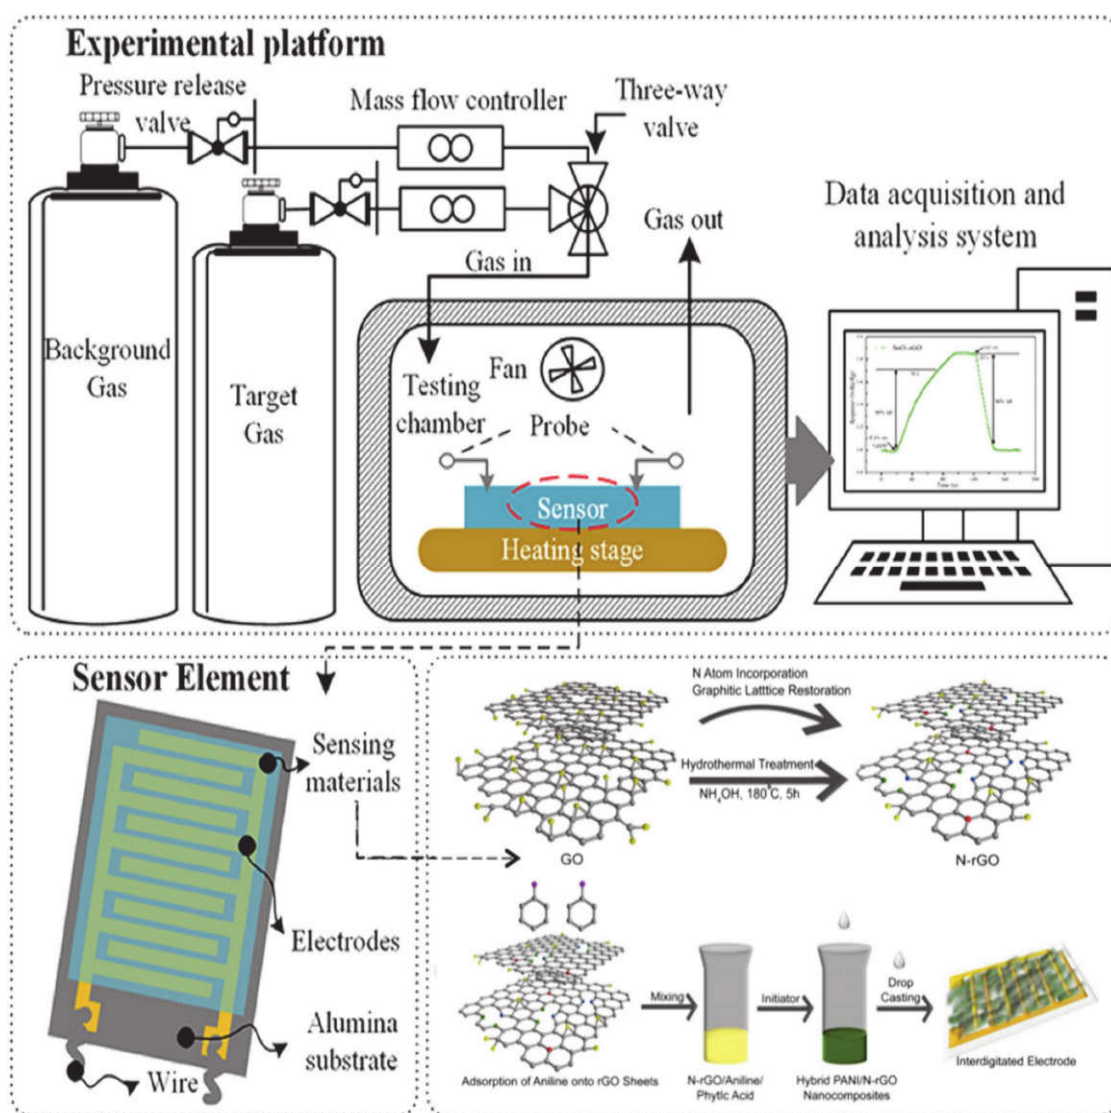 Experimental platform
Pressure release
valve
Mass flow controller
Three-way
valve
Gas in
Gas out
Data acquisition and
analysis system
Background
Gas
Target
Gas
Testing
chamber
Fan
Probe
Sensor
Heating stage
Sensor Element
Sensing
materials
Electrodes
Alumina
substrate
Wire
N Atom Incorporation
Graphitic Latttice Restoration
Hydrothermal Treatment
NH4OH, 180°C, 5h
GO
N-rGO
Mixing
Initiator
Drop
Casting
Adsorption of Aniline onto rGO Sheets
N-rGO/Aniline/
Phytic Acid
Hybrid PANI/N-rGO
Nanocomposites
Interdigitated Electrode